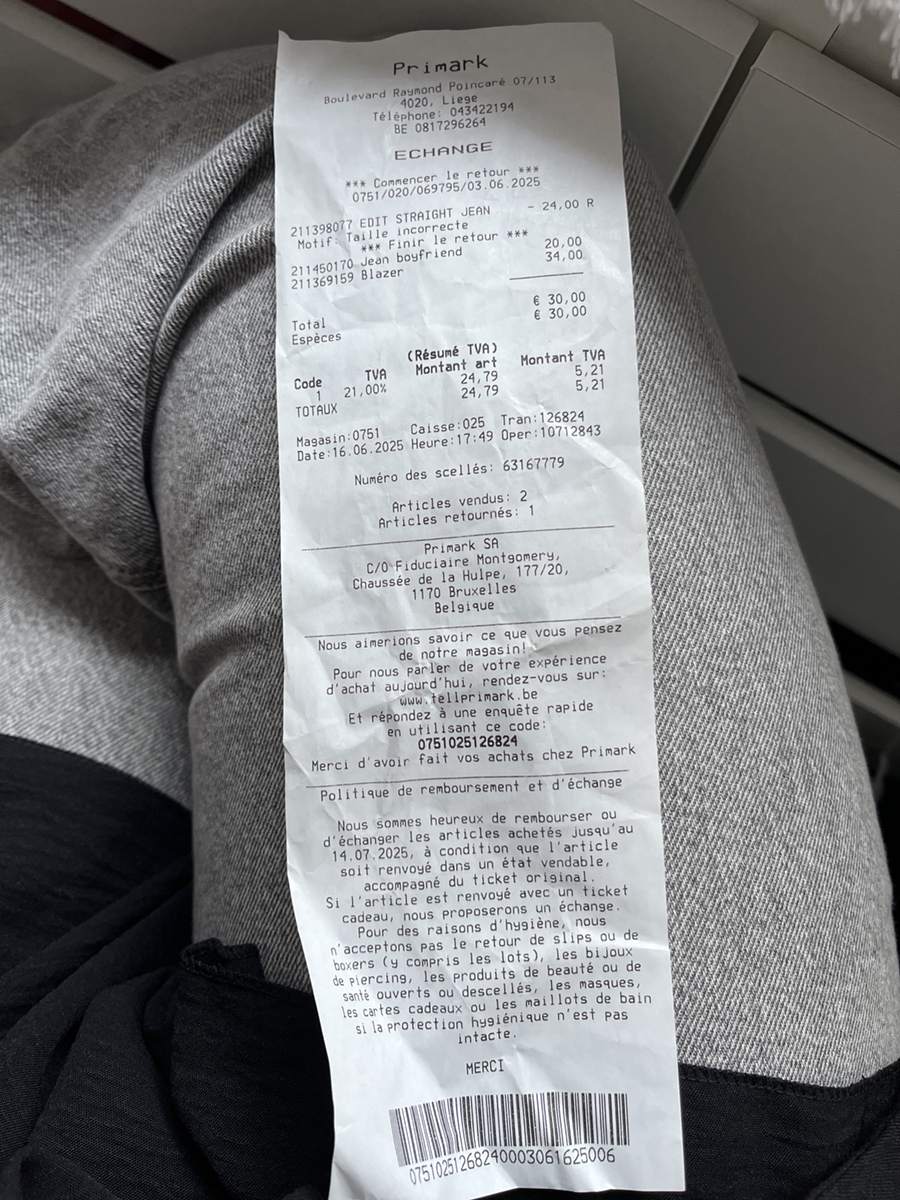 Primark
Boulevard Raymond Poincaré 07/113
4020, Liege
Téléphone: 043422194
BE 0817296264
ECHANGE
*** Commencer le retour ***
0751/020/069795/03.06.2025
211398077 EDIT STRAIGHT JEAN - 24,00 R
Motif: Taille incorrecte
*** Finir le retour ***
211450170 Jean boyfriend 20,00
211369159 Blazer 34,00
Total € 30,00
Espèces € 30,00
(Résumé TVA)
Code TVA Montant art Montant TVA
1 21,00% 24,79 5,21
TOTAUX 24,79 5,21
Magasin:0751 Caisse:025 Tran:126824
Date:16.06.2025 Heure:17:49 Oper:10712843
Numéro des scellés: 63167779
Articles vendus: 2
Articles retournés: 1
Primark SA
C/O Fiduciaire Montgomery,
Chaussée de la Hulpe, 177/20,
1170 Bruxelles
Belgique
Nous aimerions savoir ce que vous pensez
de notre magasin!
Pour nous parler de votre expérience
d'achat aujourd'hui, rendez-vous sur:
www.tellprimark.be
Et répondez à une enquête rapide
en utilisant ce code:
0751025126824
Merci d'avoir fait vos achats chez Primark
Politique de remboursement et d'échange
Nous sommes heureux de rembourser ou
d'échanger les articles achetés jusqu'au
14.07.2025, à condition que l'article
soit renvoyé dans un état vendable,
accompagné du ticket original.
Si l'article est renvoyé avec un ticket
cadeau, nous proposerons un échange.
Pour des raisons d'hygiène, nous
n'acceptons pas le retour de slips ou de
boxers (y compris les lots), les bijoux
de piercing, les produits de beauté ou de
santé ouverts ou descellés, les masques,
les cartes cadeaux ou les maillots de bain
si la protection hygiénique n'est pas
intacte.
MERCI
07510251268240003061625006